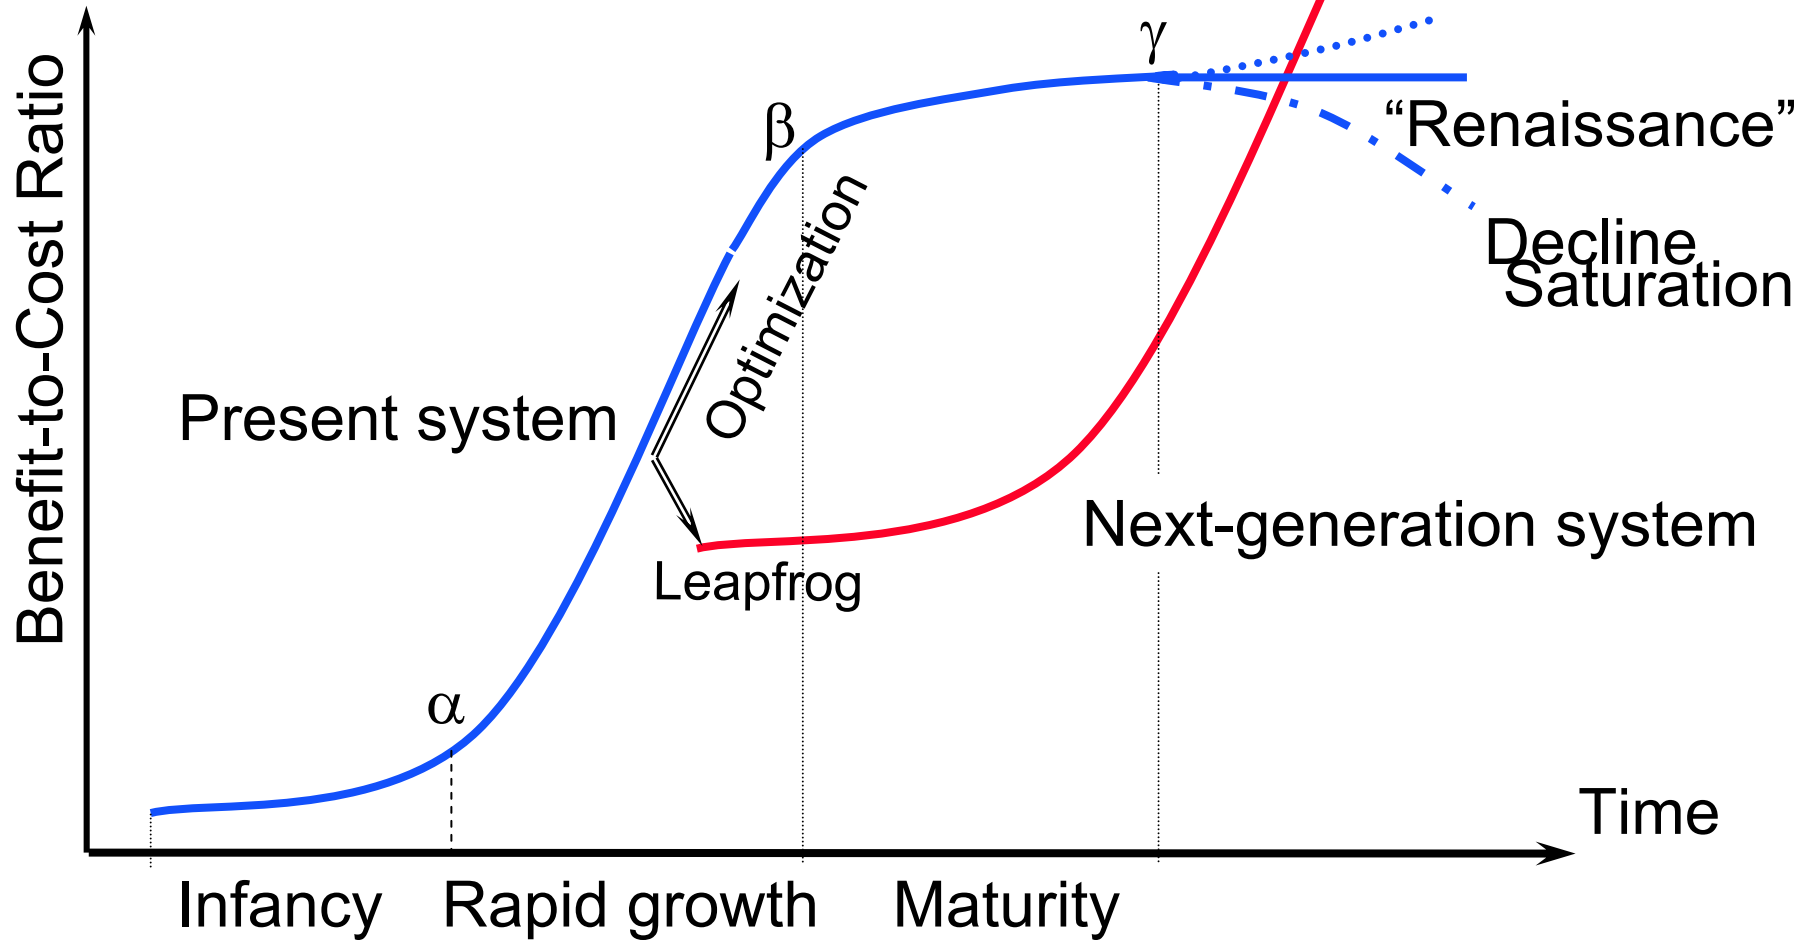 γ
“Renaissance”
β
Decline
Saturation
Optimization
Benefit-to-Cost Ratio
Present system
Next-generation system
Leapfrog
α
Time
Infancy
Rapid growth
Maturity